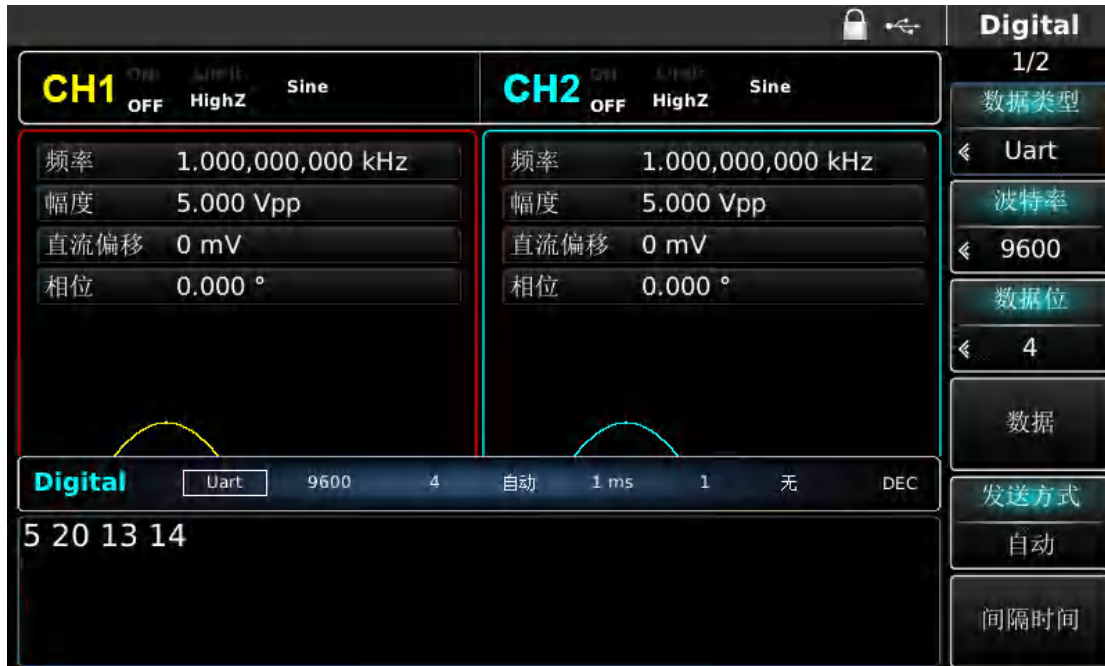 Digital
1/2
CH1 OFF HighZ Sine
CH2 OFF HighZ Sine
数据类型
Uart
频率 1.000,000,000 kHz
频率 1.000,000,000 kHz
幅度 5.000 Vpp
幅度 5.000 Vpp
波特率
9600
直流偏移 0 mV
直流偏移 0 mV
相位 0.000 °
相位 0.000 °
数据位
4
数据
Digital Uart 9600 4 自动 1 ms 1 无 DEC
发送方式
自动
5 20 13 14
间隔时间